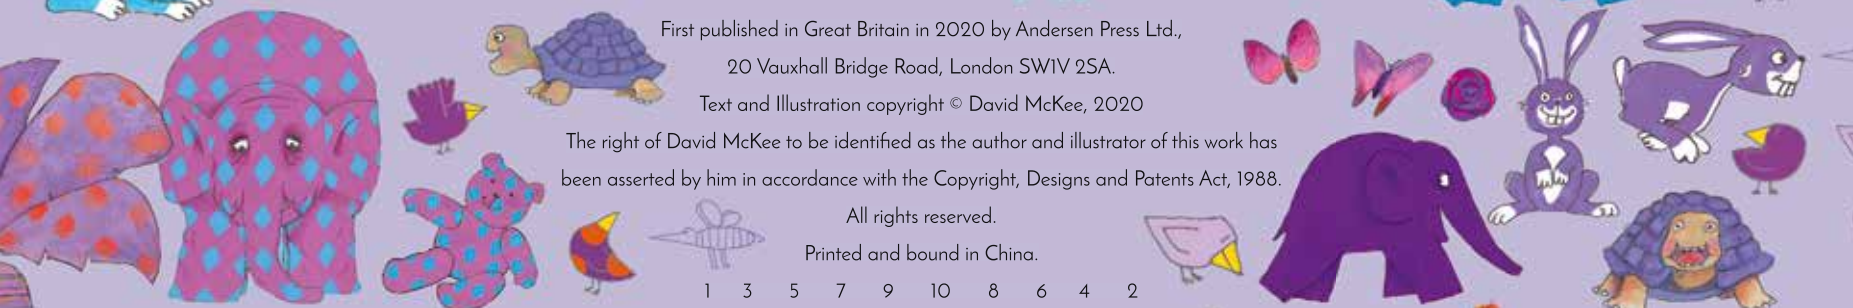 First published in Great Britain in 2020 by Andersen Press Ltd.,
20 Vauxhall Bridge Road, London SW1V 2SA.
Text and Illustration copyright © David McKee, 2020
The right of David McKee to be identified as the author and illustrator of this work has
been asserted by him in accordance with the Copyright, Designs and Patents Act, 1988.
All rights reserved.
Printed and bound in China.
1 3 5 7 9 10 8 6 4 2